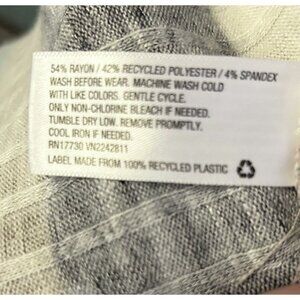 54% RAYON / 42% RECYCLED POLYESTER / 4% SPANDEX
WASH BEFORE WEAR. MACHINE WASH COLD
WITH LIKE COLORS. GENTLE CYCLE.
ONLY NON-CHLORINE BLEACH IF NEEDED.
TUMBLE DRY LOW. REMOVE PROMPTLY.
COOL IRON IF NEEDED.
RN17730 VN2242811
LABEL MADE FROM 100% RECYCLED PLASTIC